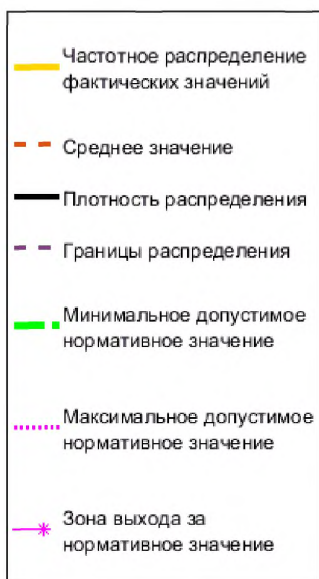 Частотное распределение
фактических значений
Среднее значение
Плотность распределения
Границы распределения
Минимальное допустимое
нормативное значение
Максимальное допустимое
нормативное значение
Зона выхода за
нормативное значение